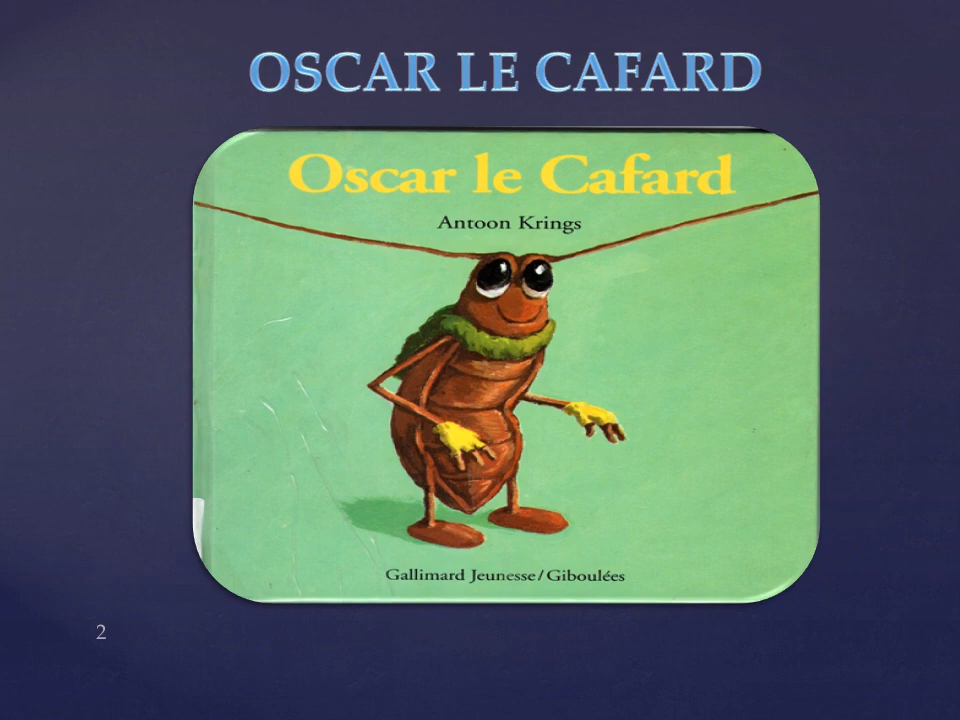 OSCAR LE CAFARD
Oscar le Cafard
Antoon Krings
Gallimard Jeunesse/Giboulées
2